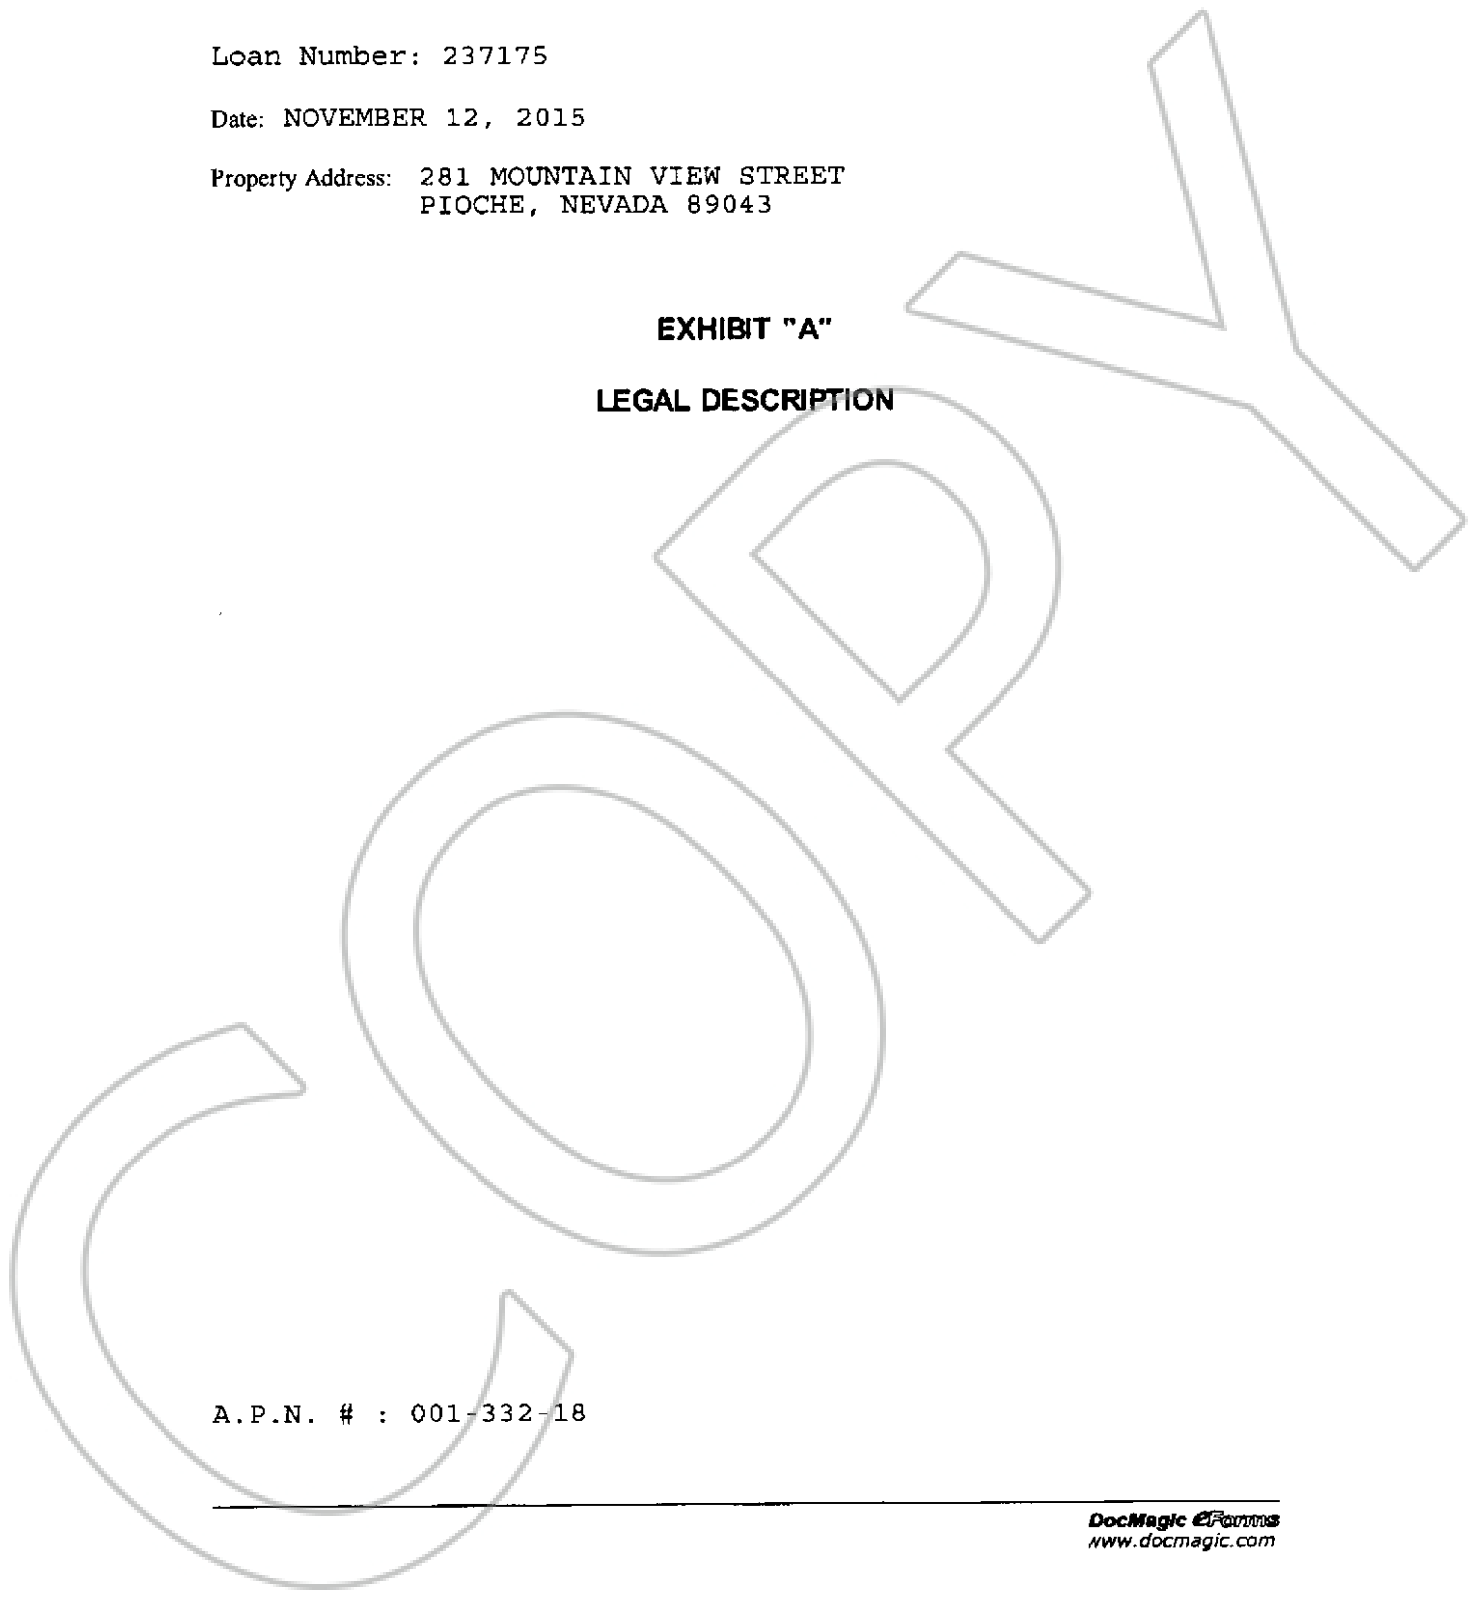 Loan Number: 237175
Date: NOVEMBER 12, 2015
Property Address: 281 MOUNTAIN VIEW STREET
PIOCHE, NEVADA 89043
EXHIBIT "A"
LEGAL DESCRIPTION
COPY
A.P.N. # : 001-332-18
DocMagic eForms
www.docmagic.com